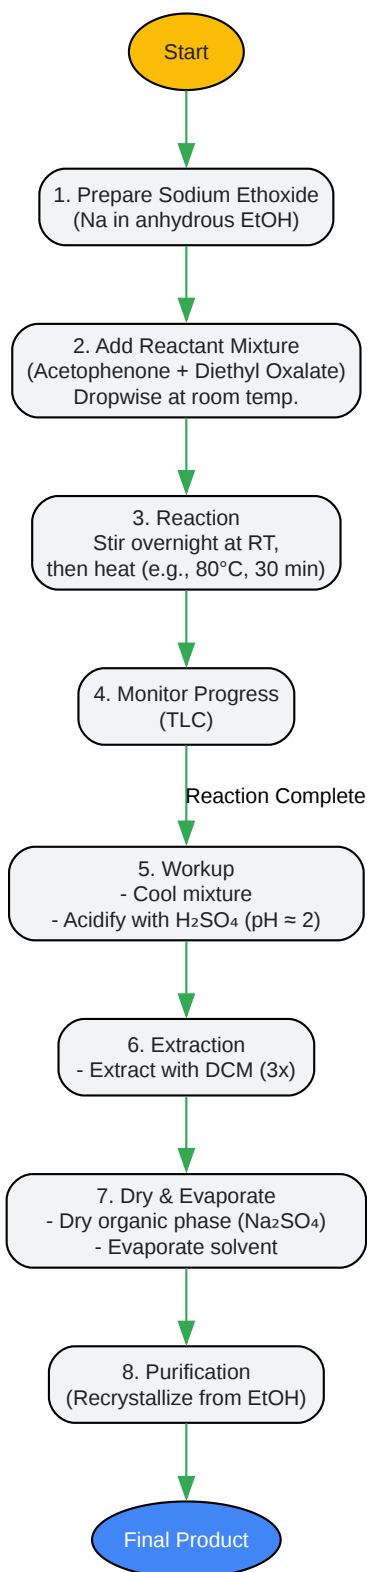 Start
1. Prepare Sodium Ethoxide
(Na in anhydrous EtOH)
2. Add Reactant Mixture
(Acetophenone + Diethyl Oxalate)
Dropwise at room temp.
3. Reaction
Stir overnight at RT,
then heat (e.g., 80°C, 30 min)
4. Monitor Progress
(TLC)
Reaction Complete
5. Workup
- Cool mixture
- Acidify with H₂SO₄ (pH ≈ 2)
6. Extraction
- Extract with DCM (3x)
7. Dry & Evaporate
- Dry organic phase (Na₂SO₄)
- Evaporate solvent
8. Purification
(Recrystallize from EtOH)
Final Product